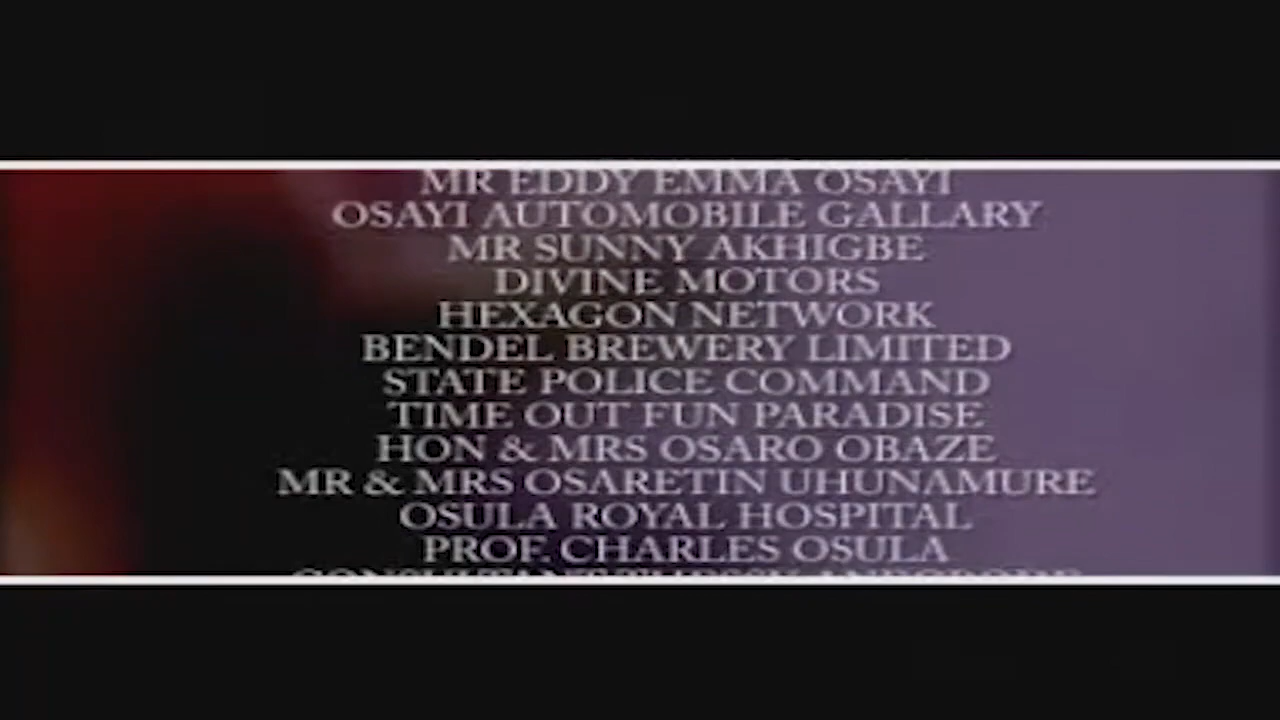 MR EDDY EMMA OSAYI
OSAYI AUTOMOBILE GALLARY
MR SUNNY AKHIGBE
DIVINE MOTORS
HEXAGON NETWORK
BENDEL BREWERY LIMITED
STATE POLICE COMMAND
TIME OUT FUN PARADISE
HON & MRS OSARO OBAZE
MR & MRS OSARETIN UHUNAMURE
OSULA ROYAL HOSPITAL
PROF. CHARLES OSULA